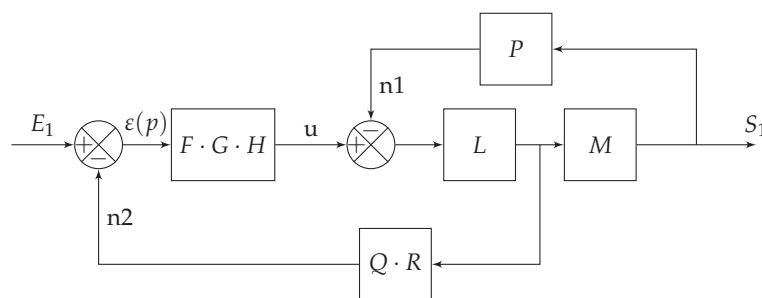 P
n1
E₁
+
−
ε(p)
F · G · H
u
+
−
L
M
S₁
n2
Q · R